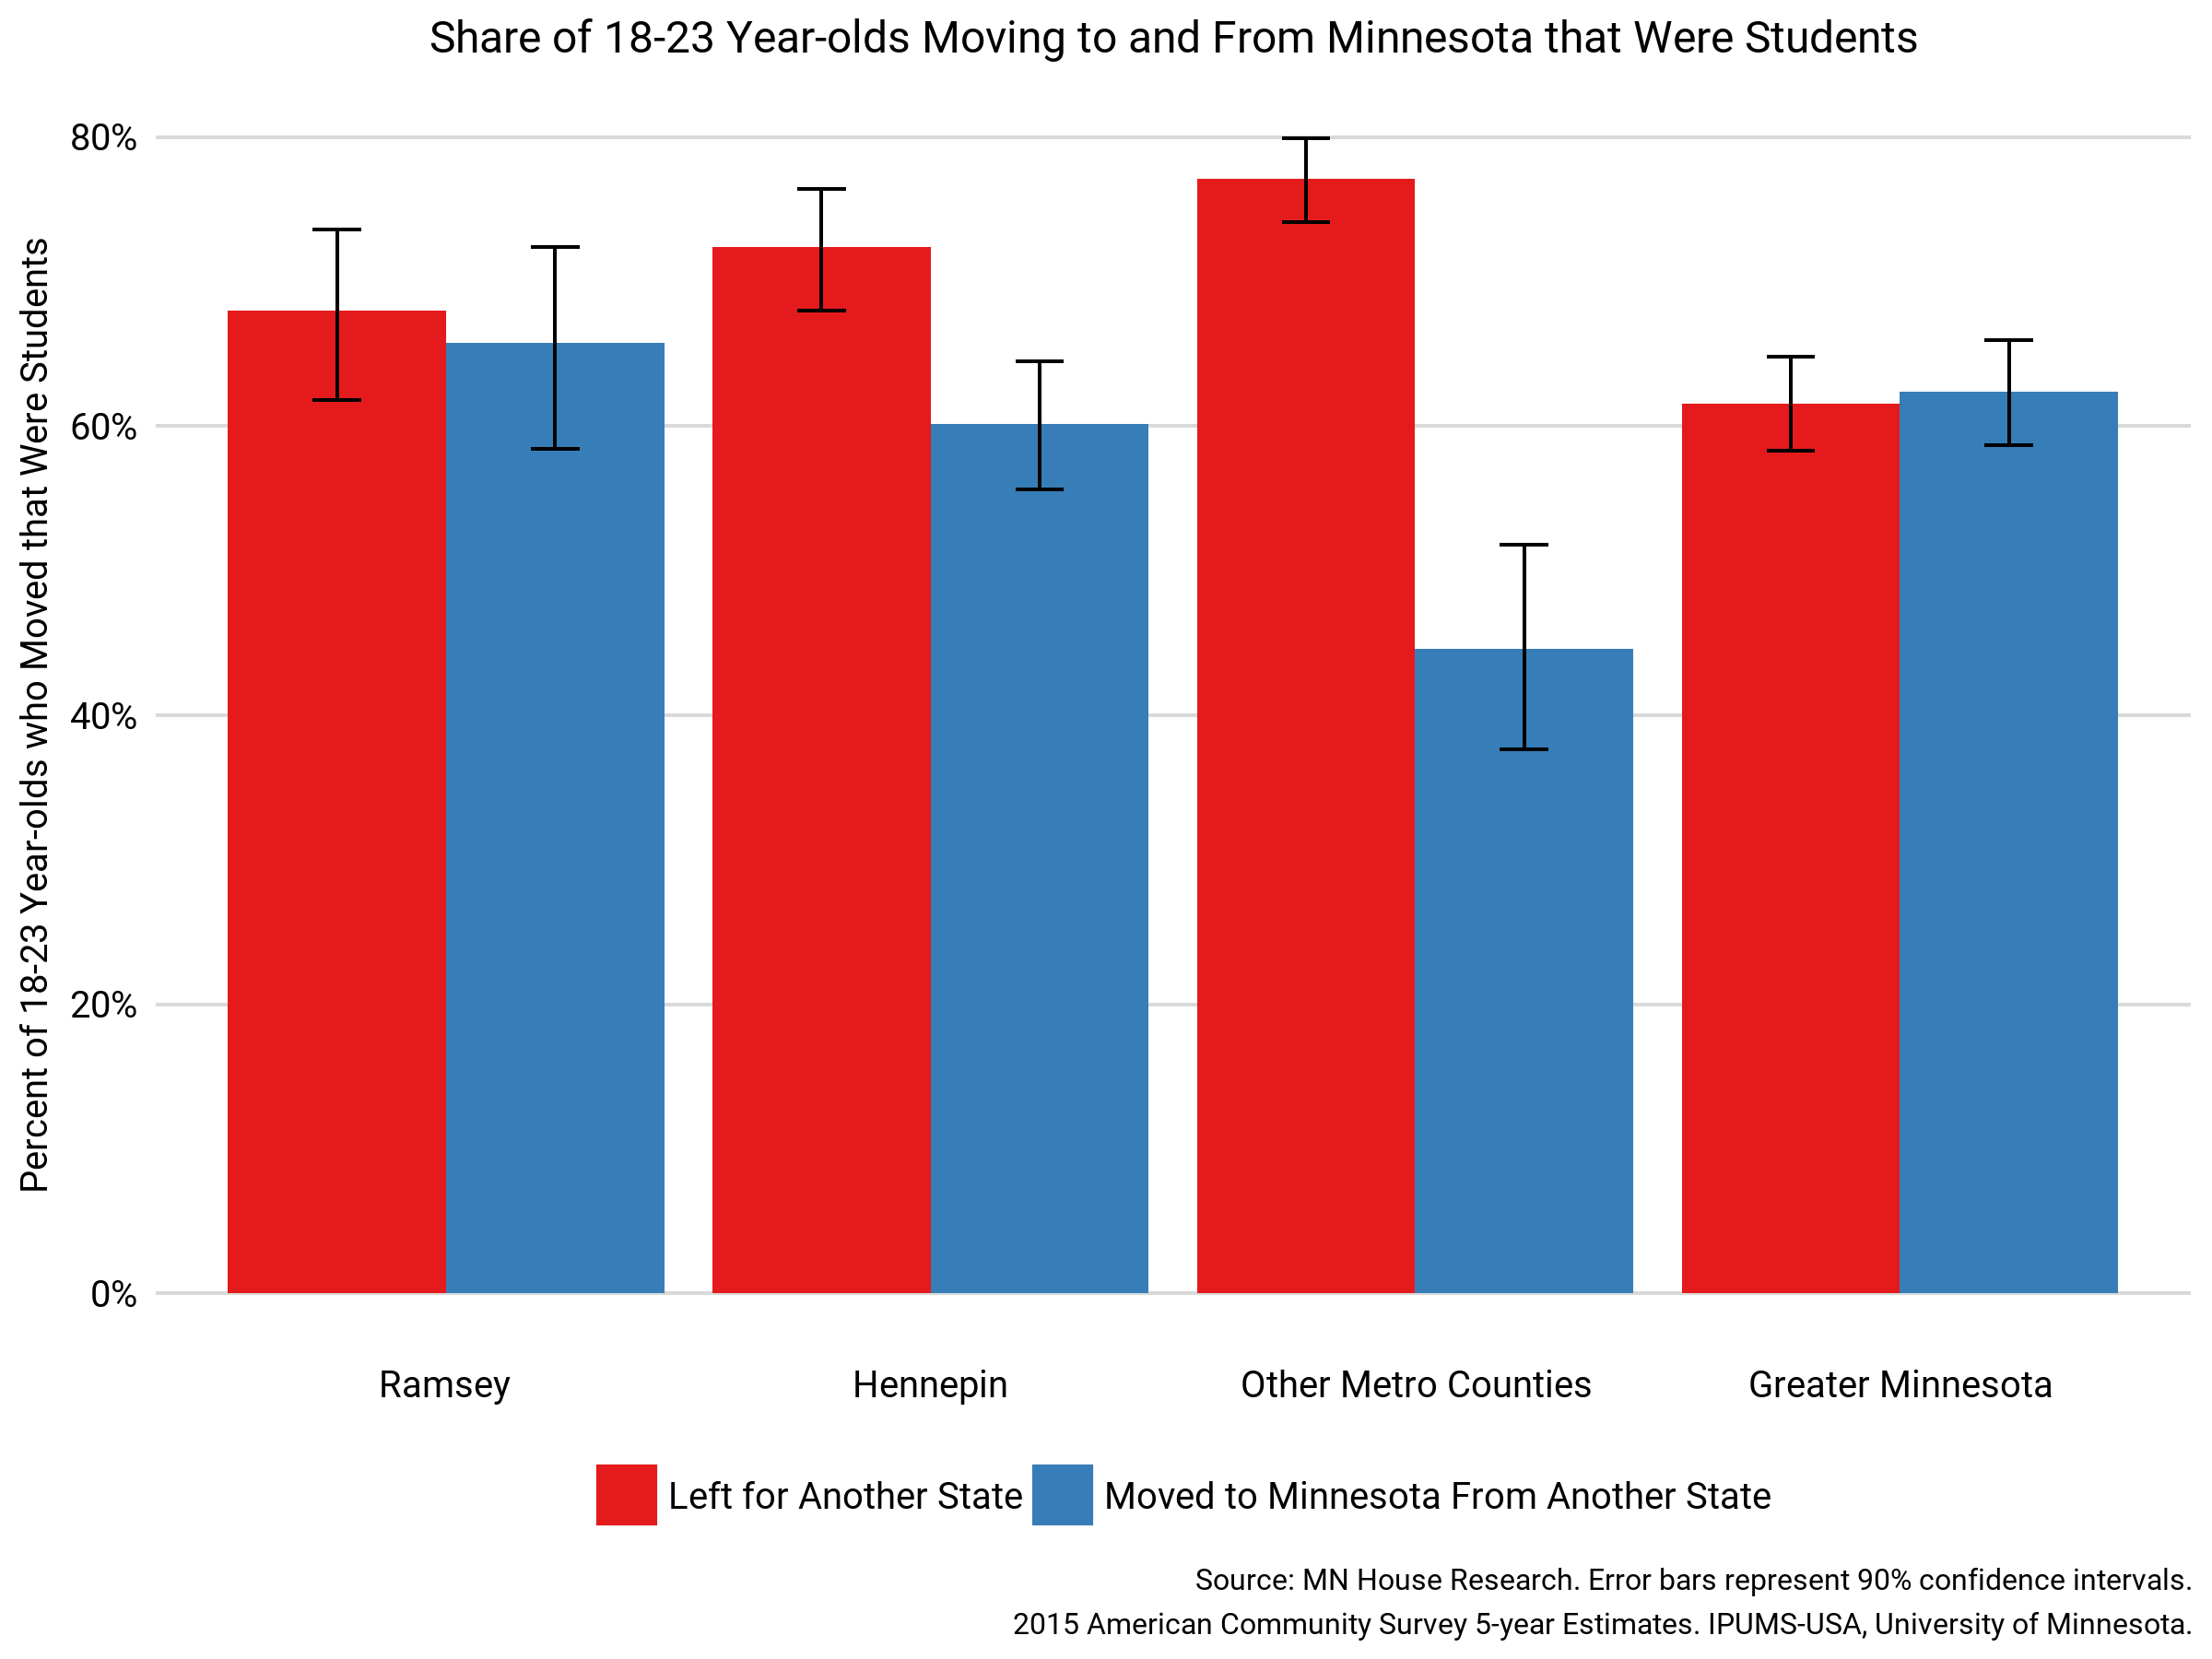 Share of 18-23 Year-olds Moving to and From Minnesota that Were Students
Percent of 18-23 Year-olds who Moved that Were Students
80%
60%
40%
20%
0%
Ramsey
Hennepin
Other Metro Counties
Greater Minnesota
Left for Another State
Moved to Minnesota From Another State
Source: MN House Research. Error bars represent 90% confidence intervals.
2015 American Community Survey 5-year Estimates. IPUMS-USA, University of Minnesota.